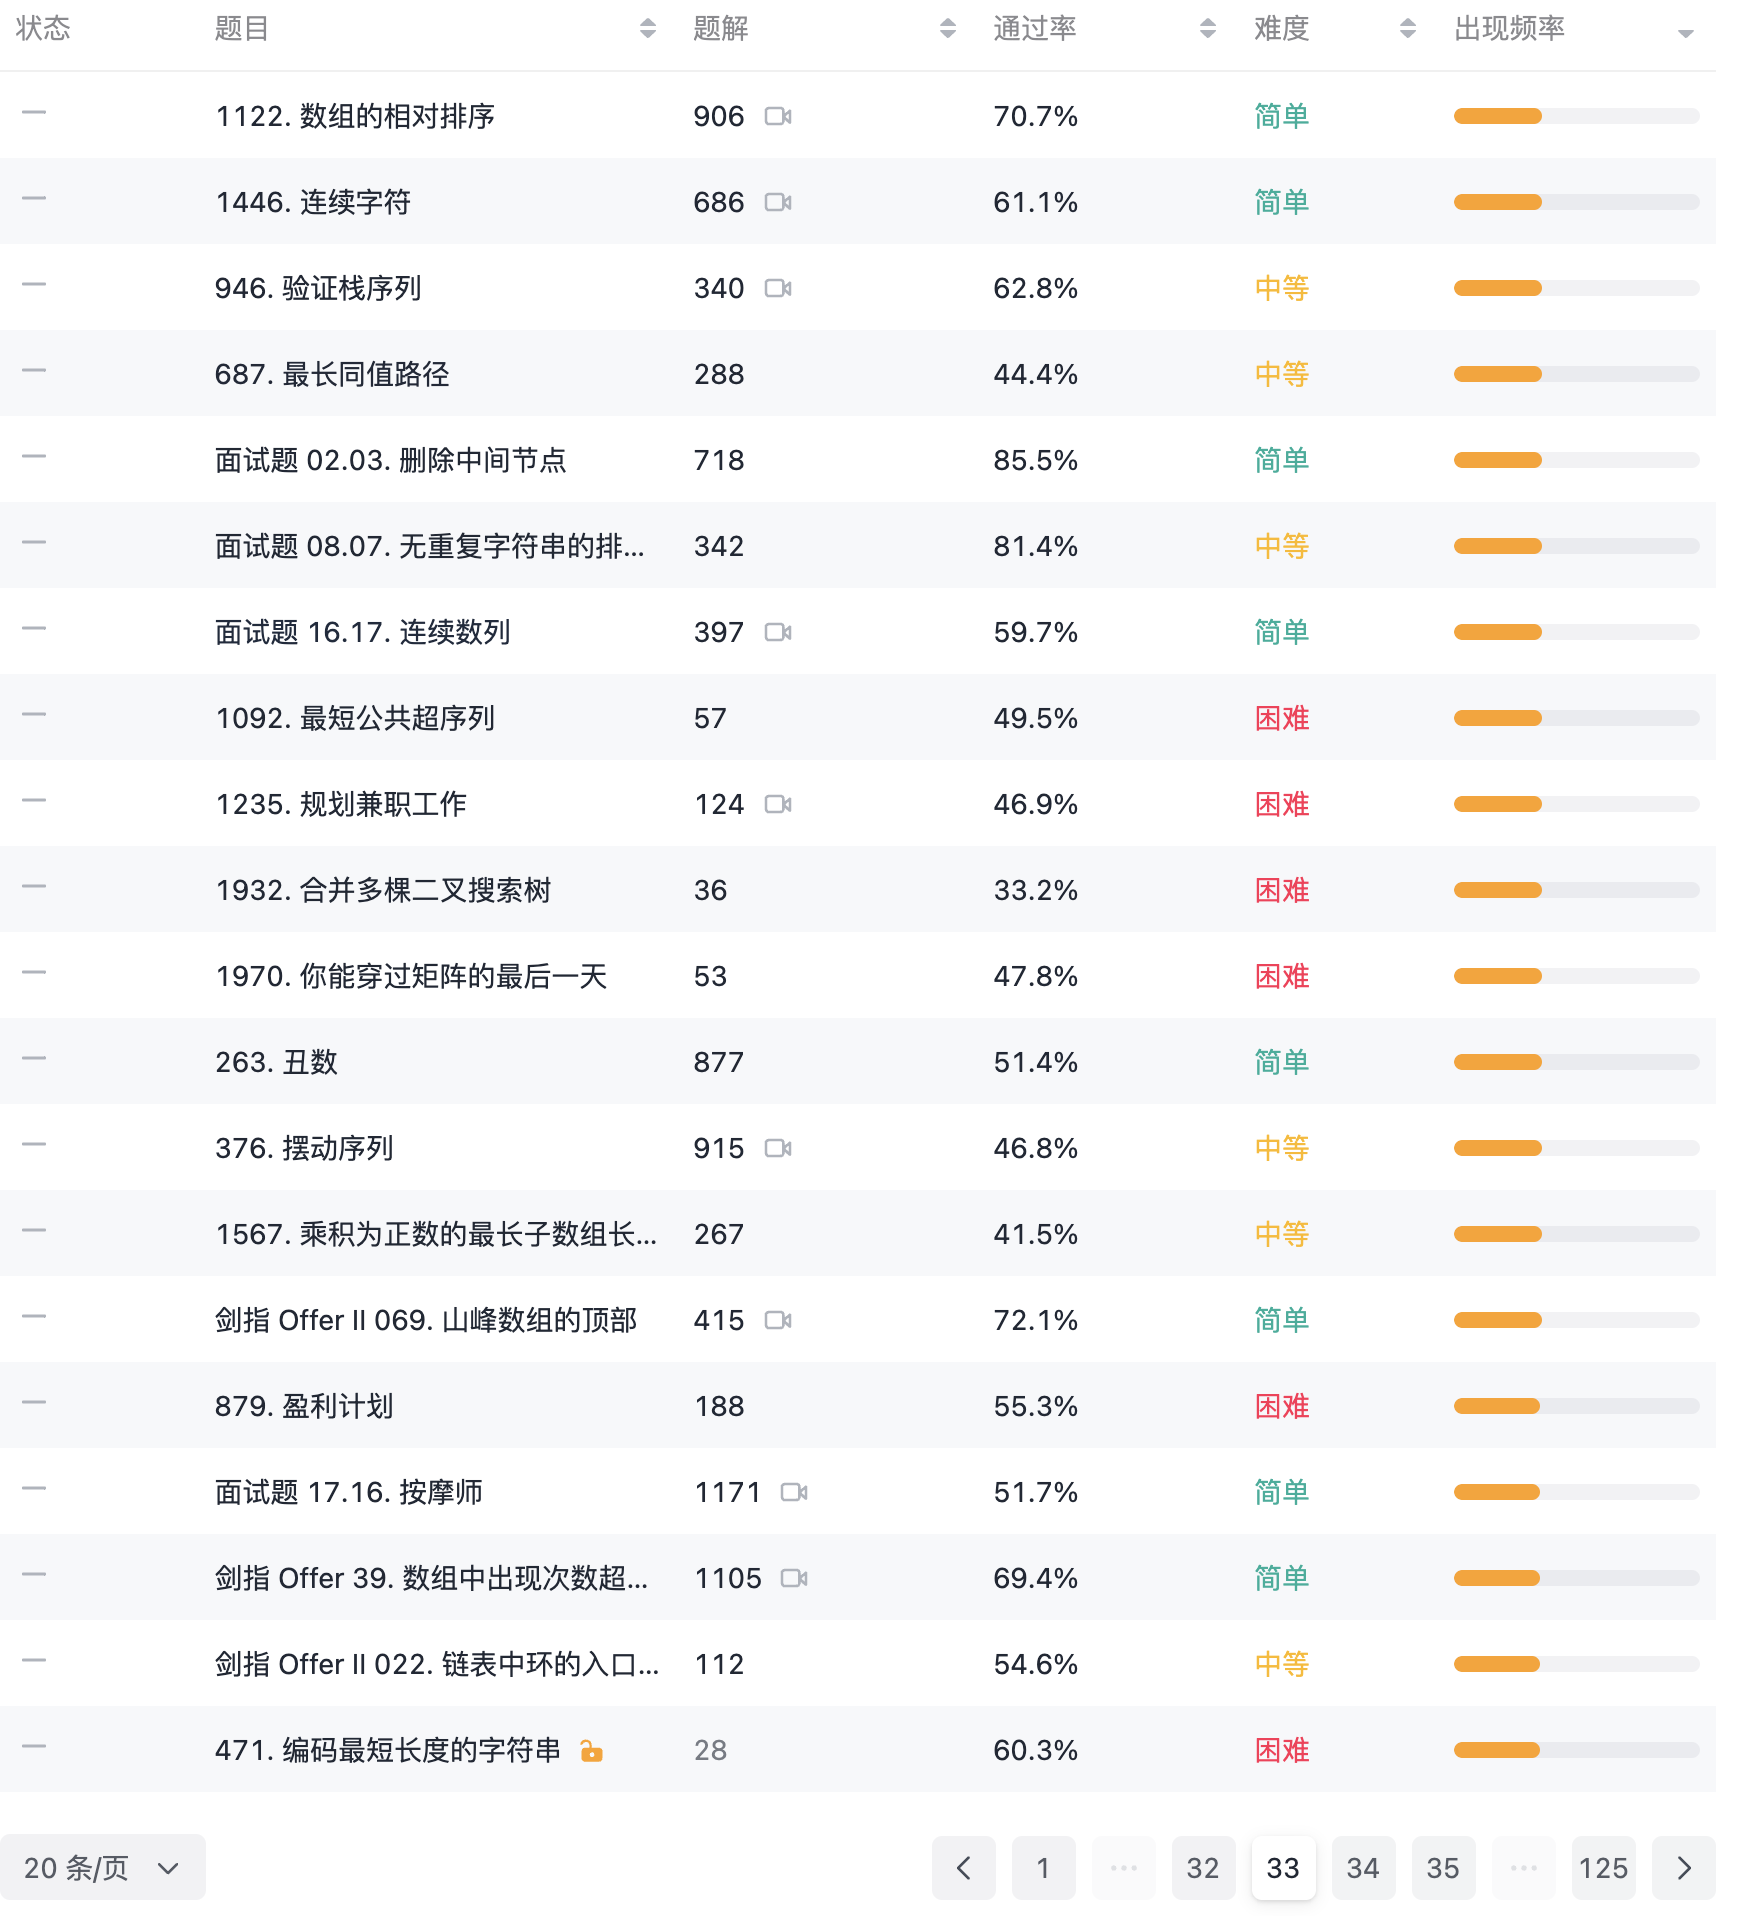 状态 题目 题解 通过率 难度 出现频率
1122. 数组的相对排序 906 70.7% 简单
1446. 连续字符 686 61.1% 简单
946. 验证栈序列 340 62.8% 中等
687. 最长同值路径 288 44.4% 中等
面试题 02.03. 删除中间节点 718 85.5% 简单
面试题 08.07. 无重复字符串的排... 342 81.4% 中等
面试题 16.17. 连续数列 397 59.7% 简单
1092. 最短公共超序列 57 49.5% 困难
1235. 规划兼职工作 124 46.9% 困难
1932. 合并多棵二叉搜索树 36 33.2% 困难
1970. 你能穿过矩阵的最后一天 53 47.8% 困难
263. 丑数 877 51.4% 简单
376. 摆动序列 915 46.8% 中等
1567. 乘积为正数的最长子数组长... 267 41.5% 中等
剑指 Offer II 069. 山峰数组的顶部 415 72.1% 简单
879. 盈利计划 188 55.3% 困难
面试题 17.16. 按摩师 1171 51.7% 简单
剑指 Offer 39. 数组中出现次数超... 1105 69.4% 简单
剑指 Offer II 022. 链表中环的入口... 112 54.6% 中等
471. 编码最短长度的字符串 28 60.3% 困难
20 条/页 1 ... 32 33 34 35 ... 125